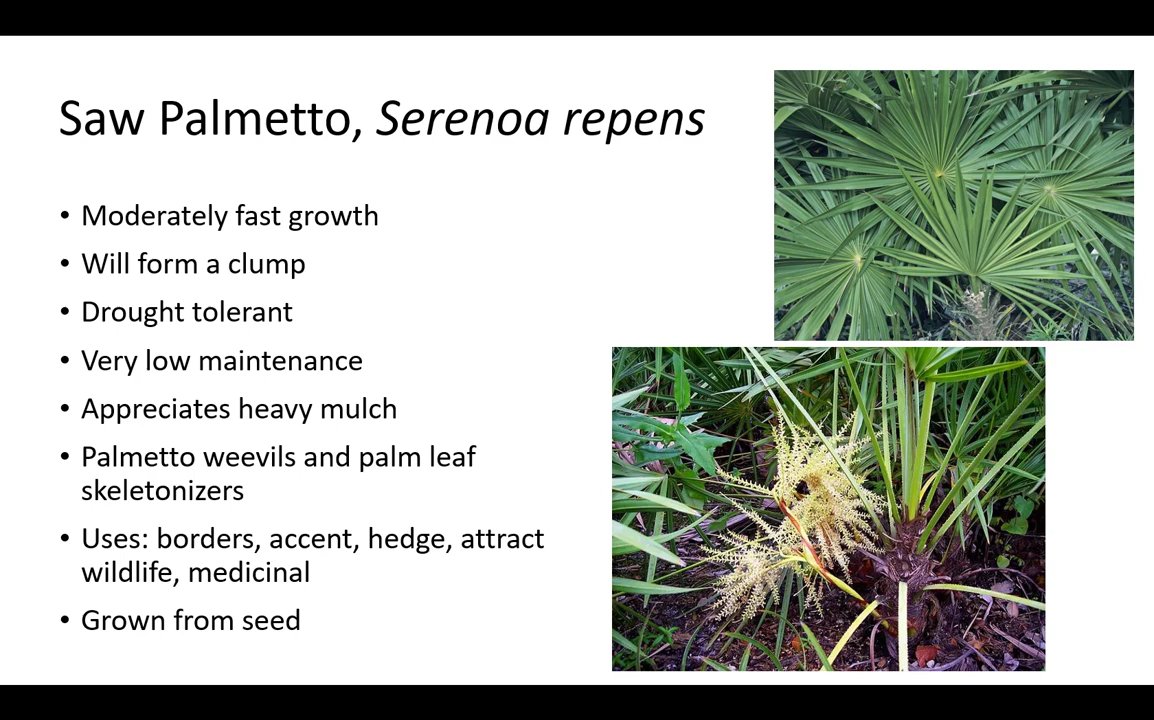 Saw Palmetto, Serenoa repens
• Moderately fast growth
• Will form a clump
• Drought tolerant
• Very low maintenance
• Appreciates heavy mulch
• Palmetto weevils and palm leaf
skeletonizers
• Uses: borders, accent, hedge, attract
wildlife, medicinal
• Grown from seed